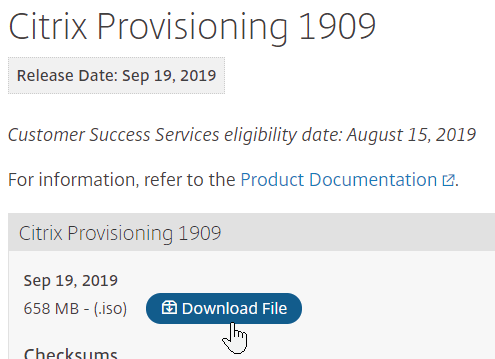 Citrix Provisioning 1909
Release Date: Sep 19, 2019
Customer Success Services eligibility date: August 15, 2019
For information, refer to the Product Documentation.
Citrix Provisioning 1909
Sep 19, 2019
658 MB - (.iso) Download File
Checksums